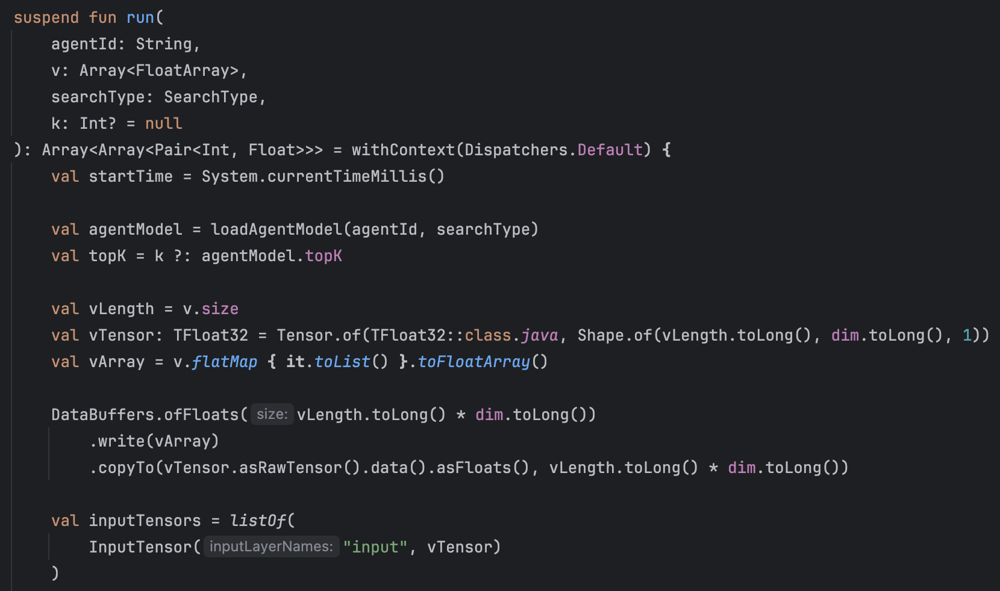 suspend fun run(
    agentId: String,
    v: Array<FloatArray>,
    searchType: SearchType,
    k: Int? = null
): Array<Array<Pair<Int, Float>>> = withContext(Dispatchers.Default) {
    val startTime = System.currentTimeMillis()

    val agentModel = loadAgentModel(agentId, searchType)
    val topK = k ?: agentModel.topK

    val vLength = v.size
    val vTensor: TFloat32 = Tensor.of(TFloat32::class.java, Shape.of(vLength.toLong(), dim.toLong(), 1))
    val vArray = v.flatMap { it.toList() }.toFloatArray()

    DataBuffers.ofFloats( size: vLength.toLong() * dim.toLong())
        .write(vArray)
        .copyTo(vTensor.asRawTensor().data().asFloats(), vLength.toLong() * dim.toLong())

    val inputTensors = listOf(
        InputTensor( inputLayerNames: "input", vTensor)
    )